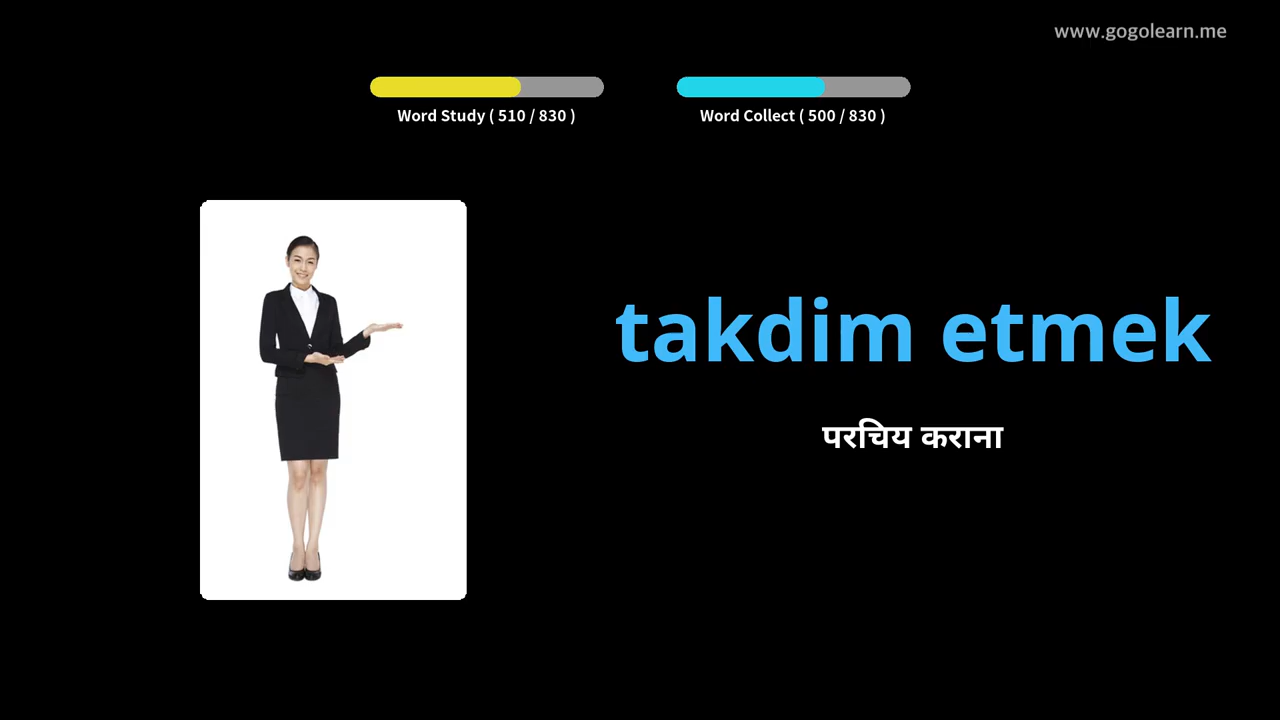 www.gogolearn.me
Word Study ( 510 / 830 )
Word Collect ( 500 / 830 )
takdim etmek
परिचय कराना